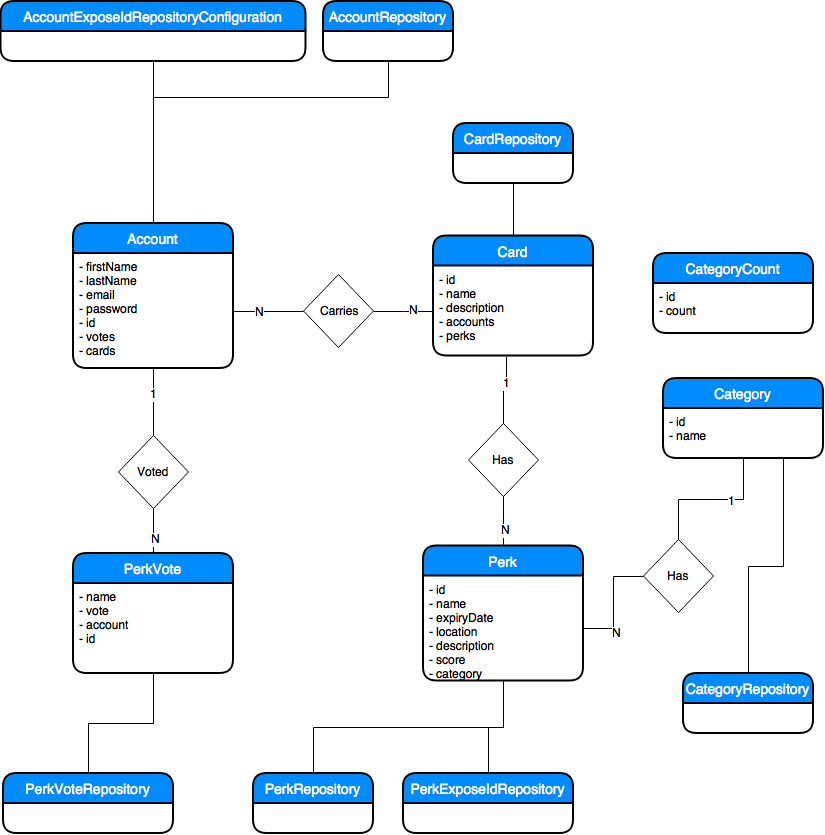 AccountExposeIdRepositoryConfiguration
AccountRepository
CardRepository
Account
- firstName
- lastName
- email
- password
- id
- votes
- cards
N
Carries
N
Card
- id
- name
- description
- accounts
- perks
CategoryCount
- id
- count
1
Voted
N
1
Has
N
Category
- id
- name
1
Has
N
PerkVote
- name
- vote
- account
- id
Perk
- id
- name
- expiryDate
- location
- description
- score
- category
CategoryRepository
PerkVoteRepository
PerkRepository
PerkExposeIdRepository